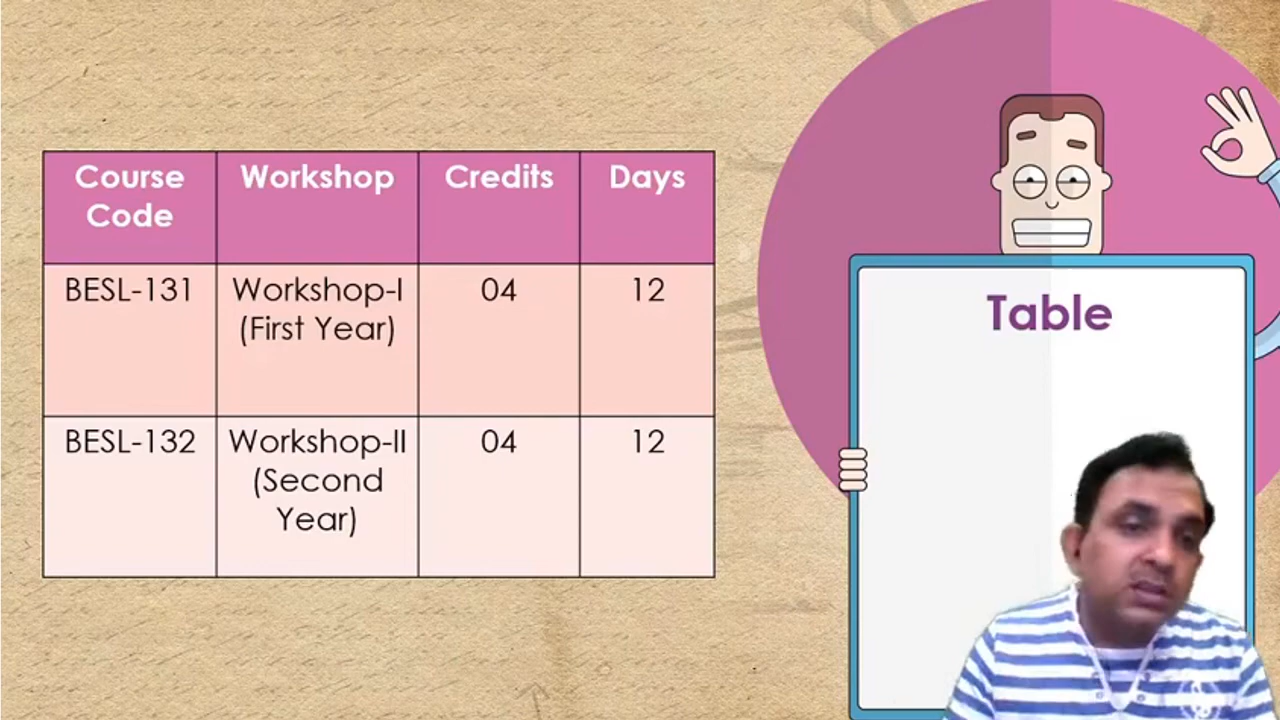 Course Code Workshop Credits Days
BESL-131 Workshop-I (First Year) 04 12
BESL-132 Workshop-II (Second Year) 04 12
Table